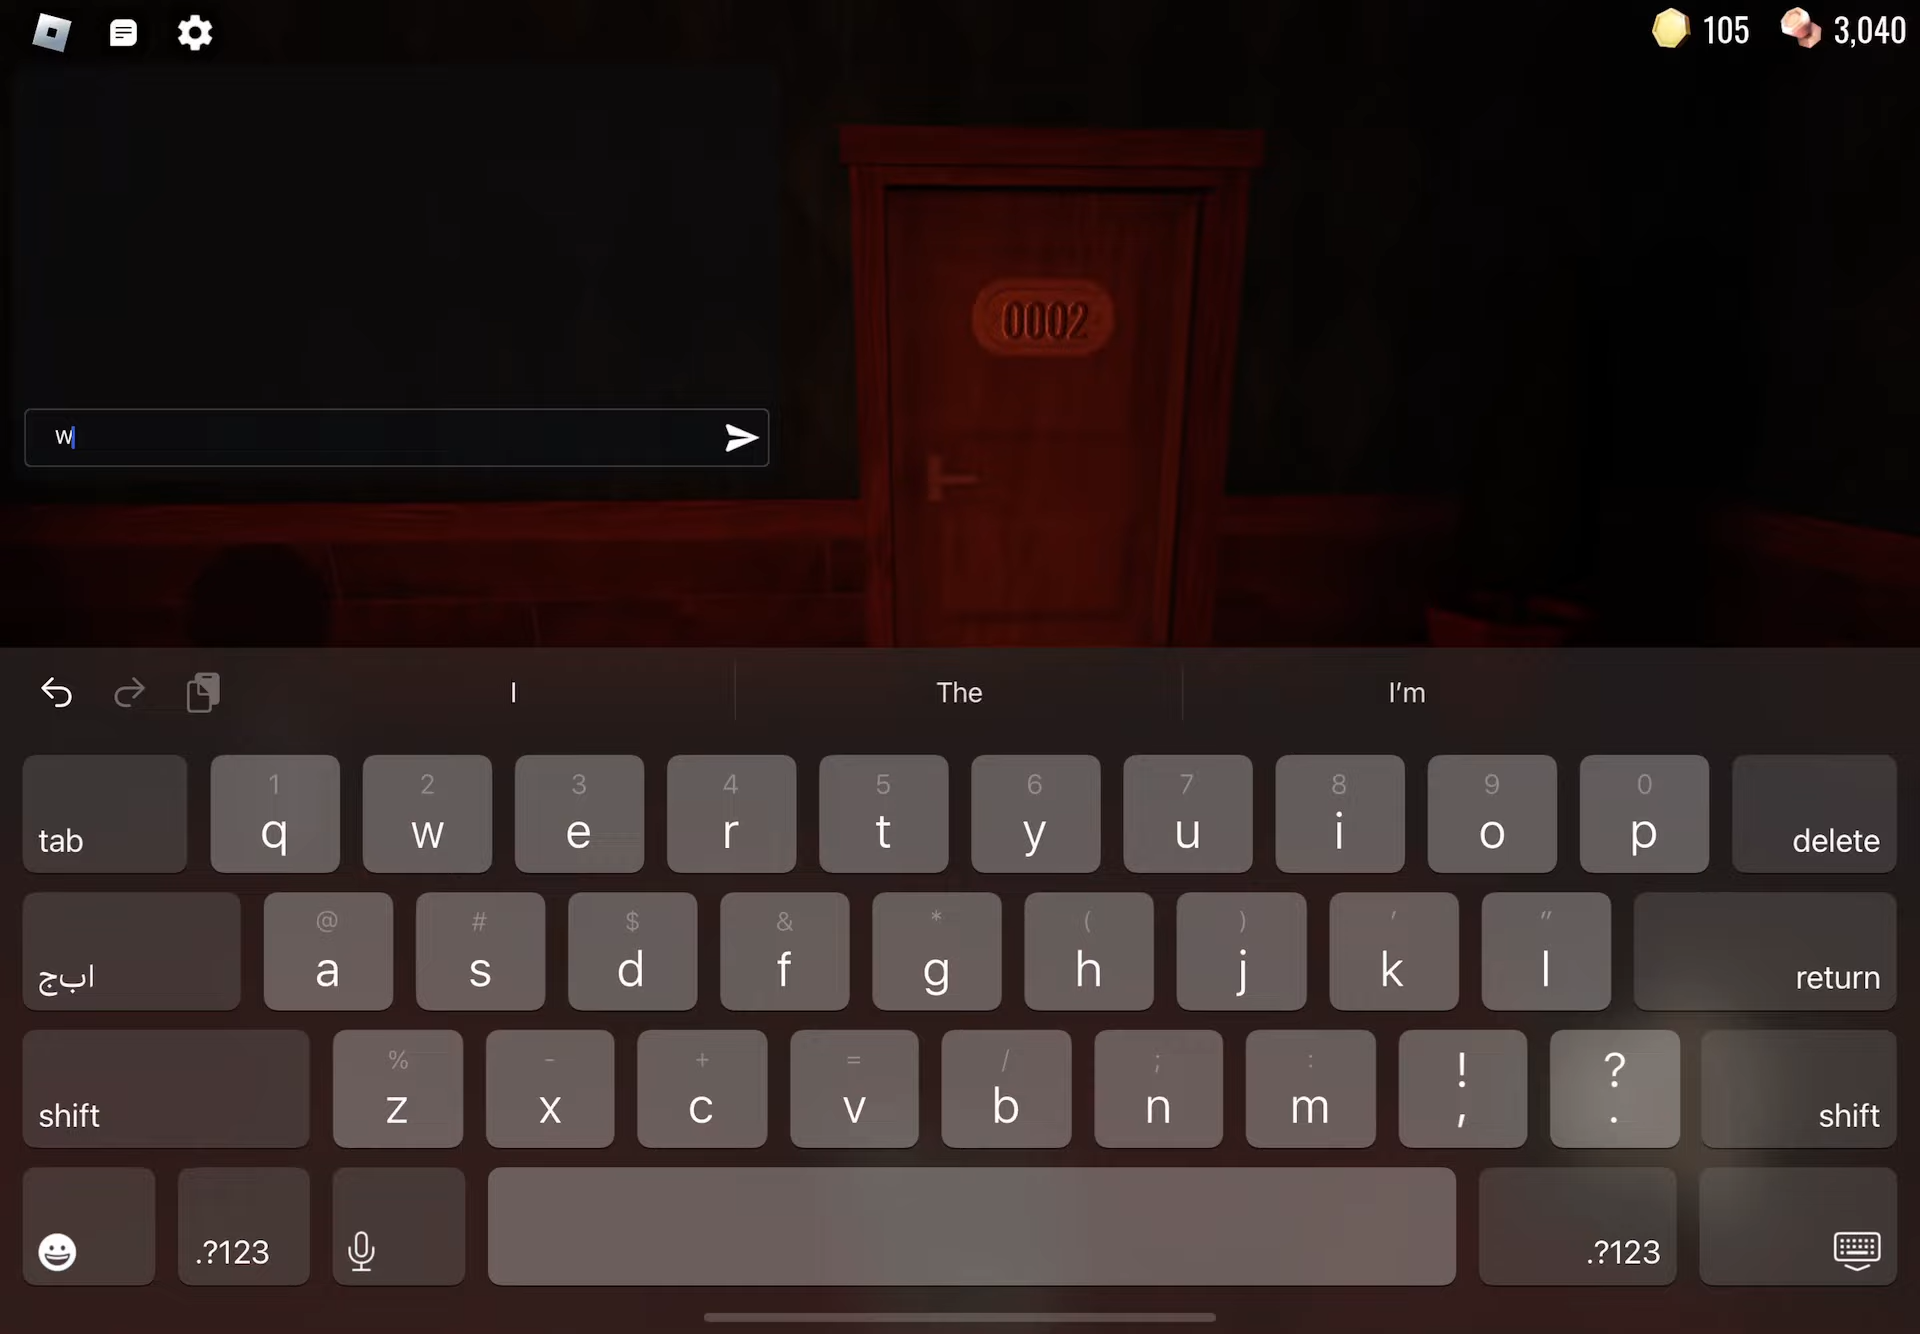 105 3,040
0002
w
I The I'm
1 2 3 4 5 6 7 8 9 0
tab q w e r t y u i o p delete
@ # $ & * ( ) ' "
ابج a s d f g h j k l return
% - + = / ; : ! ?
shift z x c v b n m , . shift
.?123 .?123